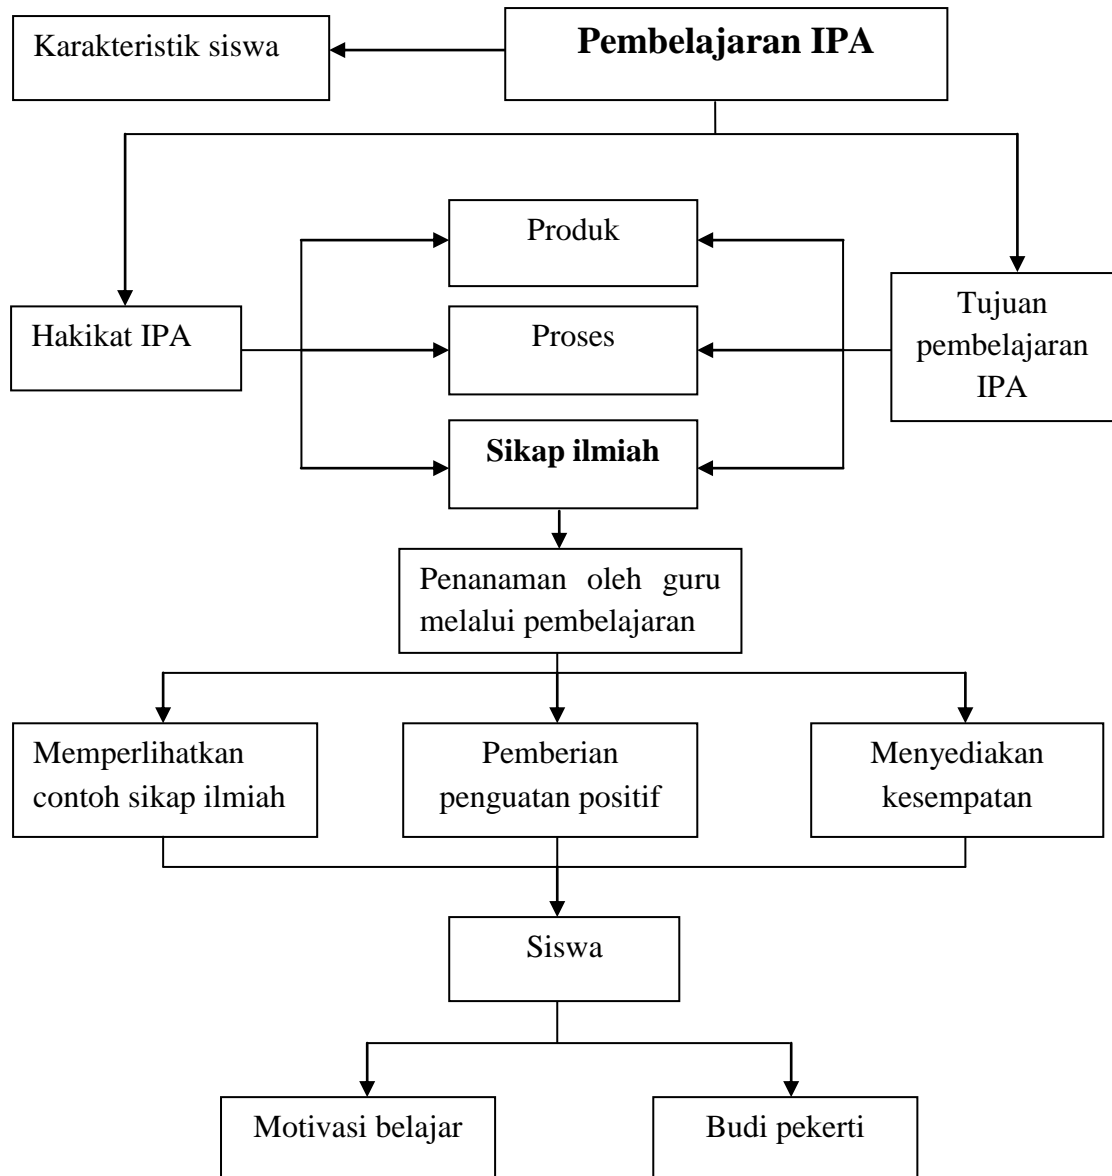 Karakteristik siswa
Pembelajaran IPA
Produk
Hakikat IPA
Proses
Tujuan
pembelajaran
IPA
Sikap ilmiah
Penanaman oleh guru
melalui pembelajaran
Memperlihatkan
contoh sikap ilmiah
Pemberian
penguatan positif
Menyediakan
kesempatan
Siswa
Motivasi belajar
Budi pekerti